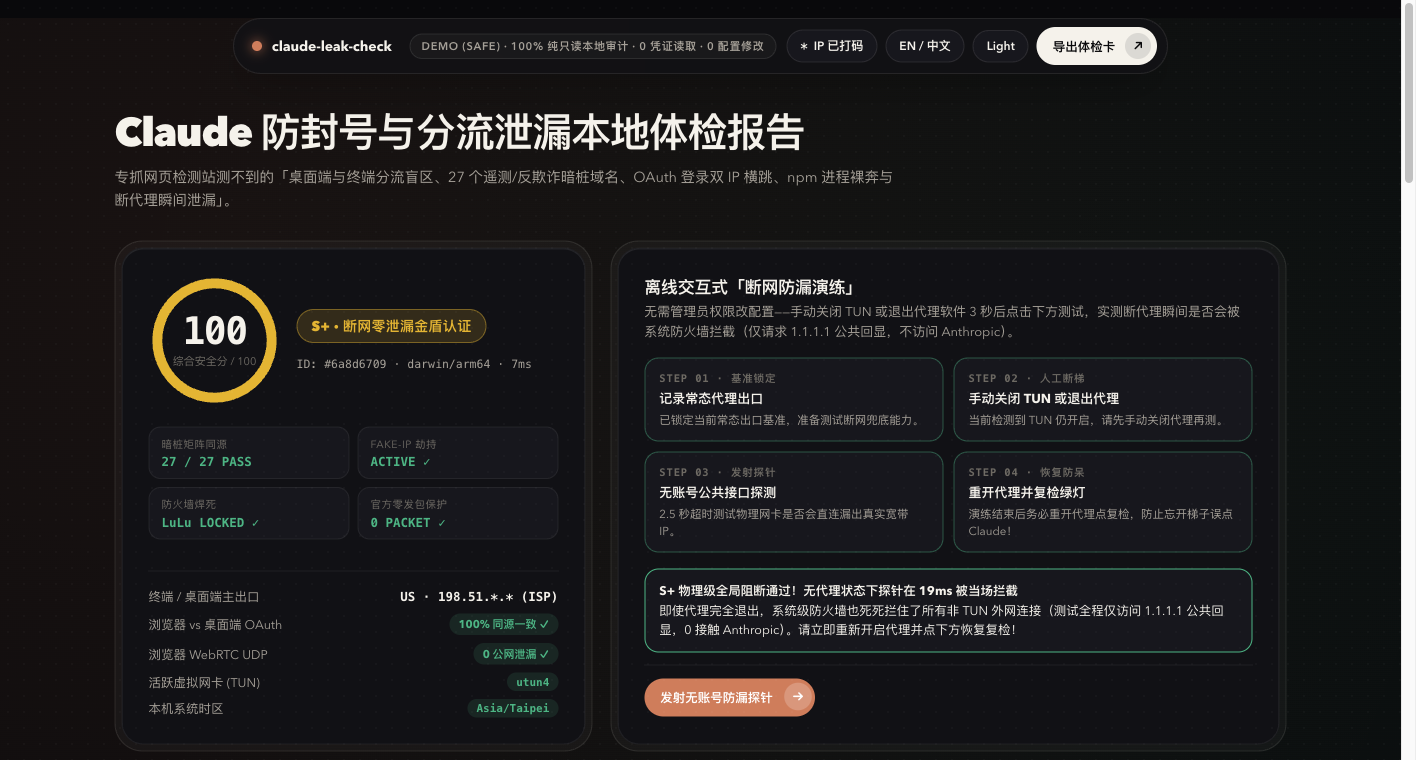 claude-leak-check
DEMO (SAFE) · 100% 纯只读本地审计 · 0 凭证读取 · 0 配置修改
∗ IP 已打码
EN / 中文
Light
导出体检卡
Claude 防封号与分流泄漏本地体检报告
专抓网页检测站测不到的「桌面端与终端分流盲区、27 个遥测/反欺诈暗桩域名、OAuth 登录双 IP 横跳、npm 进程裸奔与
断代理瞬间泄漏」。
100
综合安全分 / 100
S+ · 断网零泄漏金盾认证
ID: #6a8d6709 · darwin/arm64 · 7ms
暗桩矩阵同源
27 / 27 PASS
FAKE-IP 劫持
ACTIVE ✓
防火墙焊死
LuLu LOCKED ✓
官方零发包保护
0 PACKET ✓
终端 / 桌面端主出口
US · 198.51.*.* (ISP)
浏览器 vs 桌面端 OAuth
100% 同源一致 ✓
浏览器 WebRTC UDP
0 公网泄漏 ✓
活跃虚拟网卡 (TUN)
utun4
本机系统时区
Asia/Taipei
离线交互式「断网防漏演练」
无需管理员权限改配置——手动关闭 TUN 或退出代理软件 3 秒后点击下方测试，实测断代理瞬间是否会被
系统防火墙拦截（仅请求 1.1.1.1 公共回显，不访问 Anthropic）。
STEP 01 · 基准锁定
记录常态代理出口
已锁定当前常态出口基准，准备测试断网兜底能力。
STEP 02 · 人工断梯
手动关闭 TUN 或退出代理
当前检测到 TUN 仍开启，请先手动关闭代理再测。
STEP 03 · 发射探针
无账号公共接口探测
2.5 秒超时测试物理网卡是否会直连漏出真实宽带
IP。
STEP 04 · 恢复防呆
重开代理并复检绿灯
演练结束后务必重开代理点复检，防止忘开梯子误点
Claude！
S+ 物理级全局阻断通过！无代理状态下探针在 19ms 被当场拦截
即使代理完全退出，系统级防火墙也死死拦住了所有非 TUN 外网连接（测试全程仅访问 1.1.1.1 公共回
显，0 接触 Anthropic）。请立即重新开启代理并点下方恢复复检！
发射无账号防漏探针 →